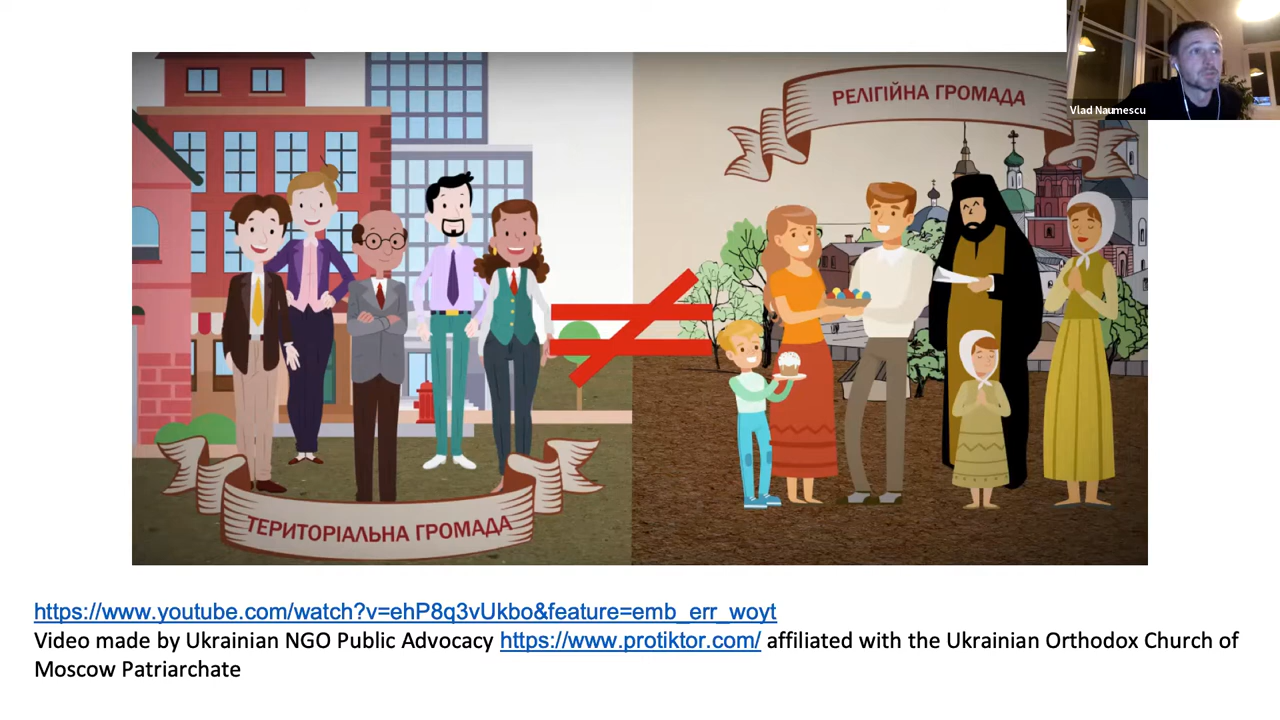 Vlad Naumescu
РЕЛІГІЙНА ГРОМАДА
ТЕРИТОРІАЛЬНА ГРОМАДА
https://www.youtube.com/watch?v=ehP8q3vUkbo&feature=emb_err_woyt
Video made by Ukrainian NGO Public Advocacy https://www.protiktor.com/ affiliated with the Ukrainian Orthodox Church of
Moscow Patriarchate